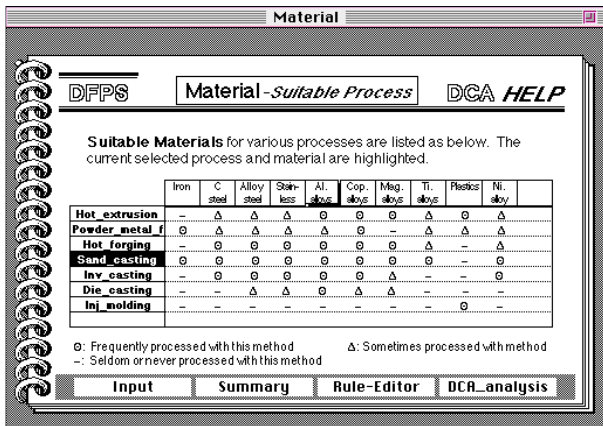 Material
DFPS
Material - Suitable Process
DCA HELP
Suitable Materials for various processes are listed as below. The
current selected process and material are highlighted.
Iron C Alloy Stain- Al. Cop. Mag. Ti. Plastics Ni.
steel steel less alloys alloys alloys alloys alloy
Hot_extrusion – Δ Δ Δ ⊙ ⊙ ⊙ Δ ⊙ Δ
Powder_metal_f ⊙ Δ Δ Δ Δ ⊙ – Δ Δ Δ
Hot_forging – ⊙ ⊙ ⊙ ⊙ ⊙ ⊙ Δ – Δ
Sand_casting ⊙ ⊙ ⊙ ⊙ ⊙ ⊙ ⊙ ⊙ – ⊙
Inv_casting – ⊙ ⊙ ⊙ ⊙ ⊙ Δ – – ⊙
Die_casting – – Δ Δ ⊙ Δ Δ – – –
Inj_molding – – – – – – – – ⊙ –
⊙: Frequently processed with this method Δ: Sometimes processed with method
–: Seldom or never processed with this method
Input Summary Rule-Editor DCA_analysis